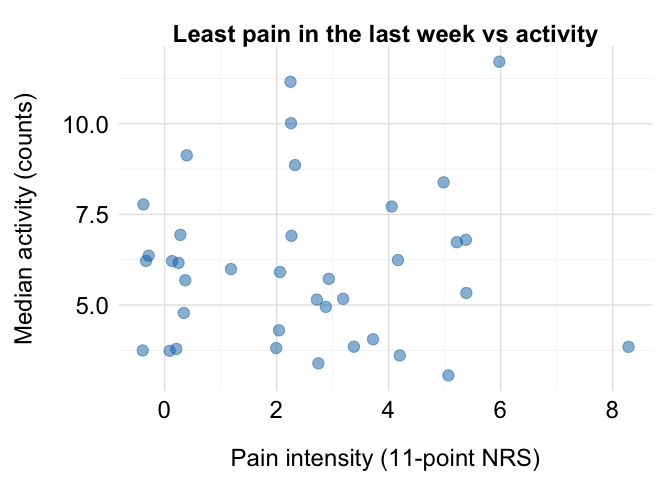 Least pain in the last week vs activity
Median activity (counts)
10.0
7.5
5.0
0 2 4 6 8
Pain intensity (11-point NRS)